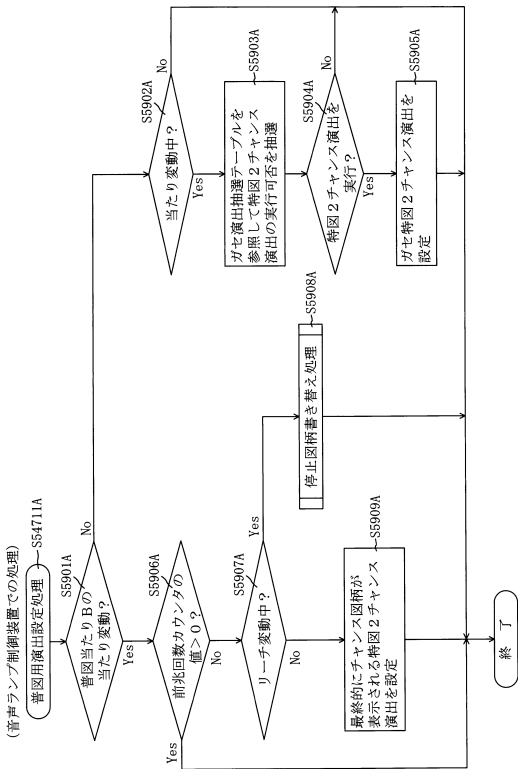 (音声ランプ制御装置での処理)
普図用演出設定処理
S54711A
S5901A
普図当たりBの
当たり変動?
No
Yes
S5902A
当たり変動中?
No
Yes
S5903A
ガセ演出抽選テーブルを
参照して特図2チャンス
演出の実行可否を抽選
S5904A
特図2チャンス演出を
実行?
No
Yes
S5905A
ガセ特図2チャンス演出を
設定
S5906A
前兆回数カウンタの
値>0?
Yes
No
S5907A
リーチ変動中?
Yes
No
S5908A
停止図柄書き替え処理
S5909A
最終的にチャンス図柄が
表示される特図2チャンス
演出を設定
終 了